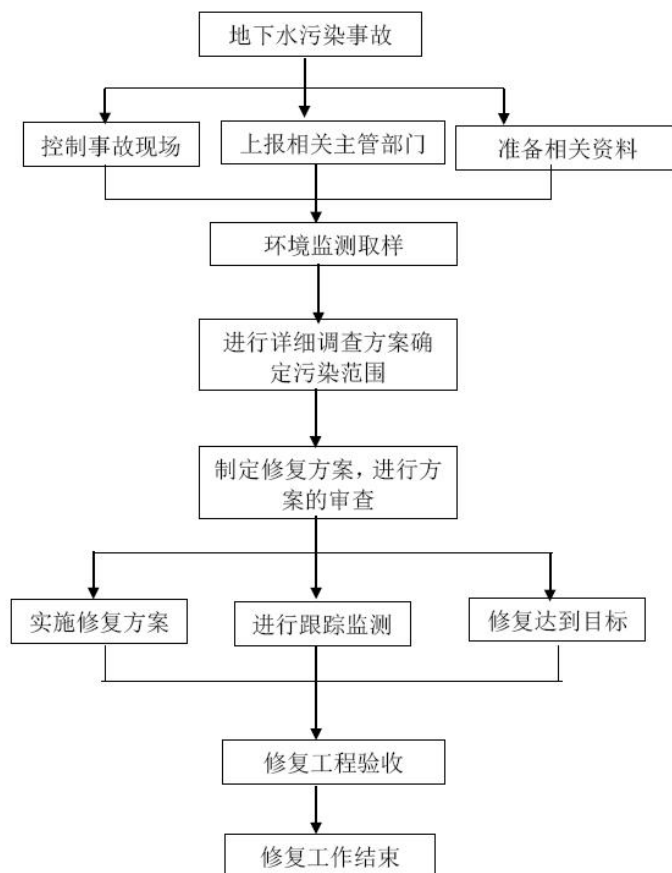 地下水污染事故
控制事故现场
上报相关主管部门
准备相关资料
环境监测取样
进行详细调查方案确
定污染范围
制定修复方案，进行方
案的审查
实施修复方案
进行跟踪监测
修复达到目标
修复工程验收
修复工作结束